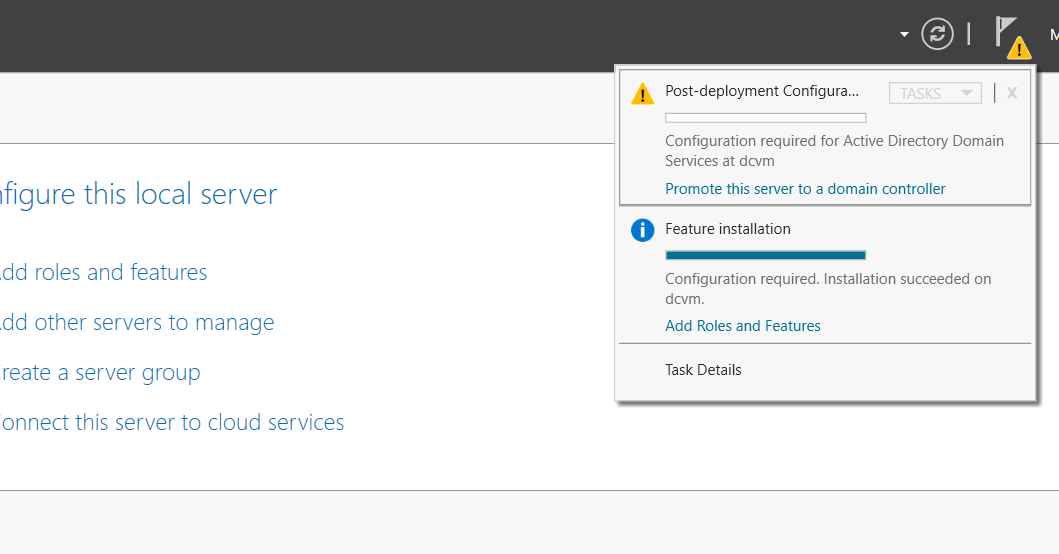 M
Post-deployment Configura...
TASKS
X
Configuration required for Active Directory Domain
Services at dcvm
Promote this server to a domain controller
Feature installation
Configuration required. Installation succeeded on
dcvm.
Add Roles and Features
Task Details
nfigure this local server
dd roles and features
dd other servers to manage
reate a server group
onnect this server to cloud services